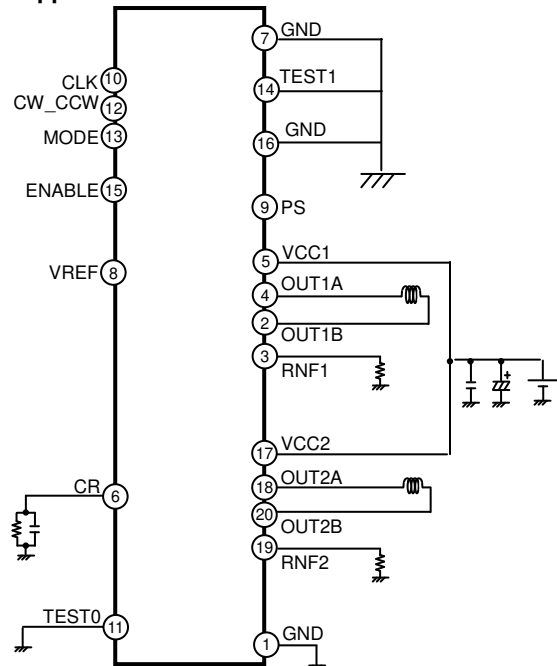 7 GND
10 CLK
14 TEST1
12 CW_CCW
13 MODE
16 GND
15 ENABLE
9 PS
5 VCC1
8 VREF
4 OUT1A
2 OUT1B
3 RNF1
17 VCC2
6 CR
18 OUT2A
20 OUT2B
19 RNF2
11 TEST0
1 GND
+